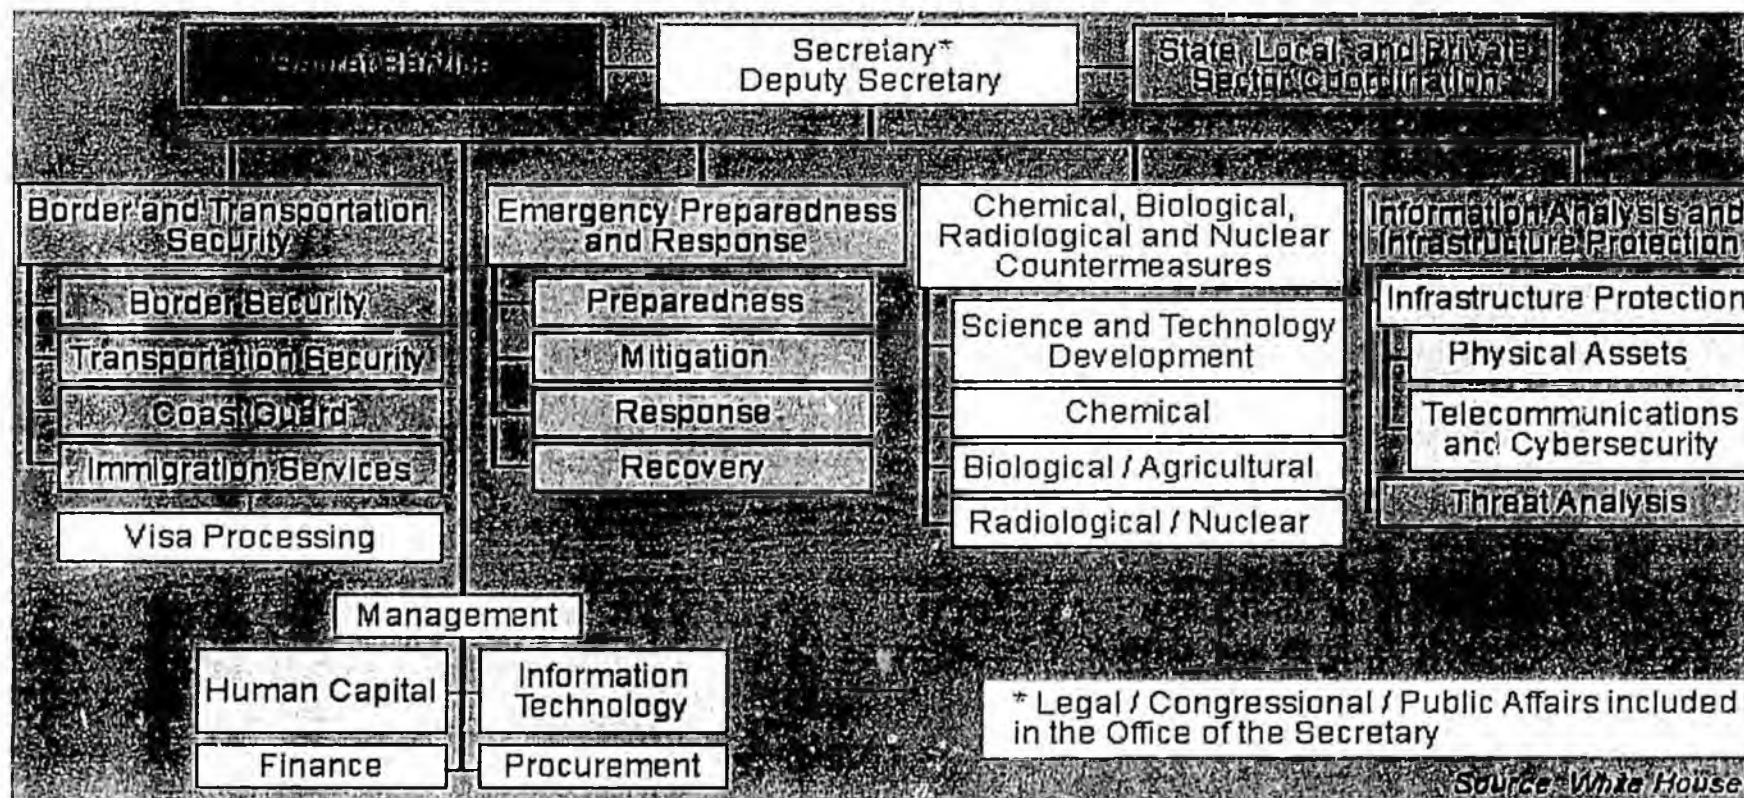 Secret Service
Secretary*
Deputy Secretary
State, Local, and Private
Sector Coordination
Border and Transportation
Security
Border Security
Transportation Security
Coast Guard
Immigration Services
Visa Processing
Emergency Preparedness
and Response
Preparedness
Mitigation
Response
Recovery
Chemical, Biological,
Radiological and Nuclear
Countermeasures
Science and Technology
Development
Chemical
Biological / Agricultural
Radiological / Nuclear
Information Analysis and
Infrastructure Protection
Infrastructure Protection
Physical Assets
Telecommunications
and Cybersecurity
Threat Analysis
Management
Human Capital
Information
Technology
Finance
Procurement
* Legal / Congressional / Public Affairs included
in the Office of the Secretary
Source: White House